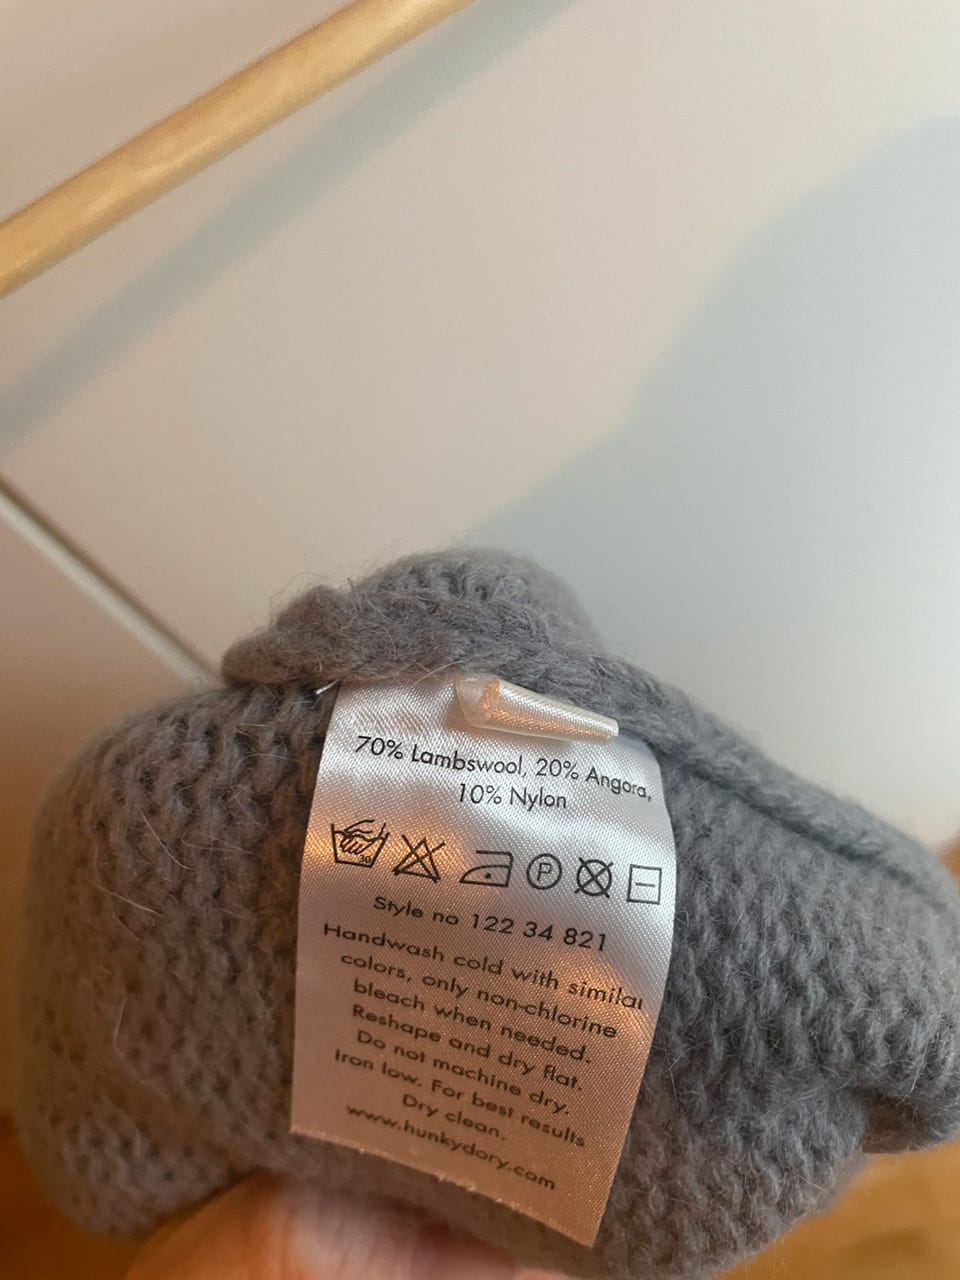 70% Lambswool, 20% Angora,
10% Nylon
30
P
Style no 122 34 821
Handwash cold with similar
colors, only non-chlorine
bleach when needed.
Reshape and dry flat.
Do not machine dry.
Iron low. For best results
Dry clean.
www.hunkydory.com